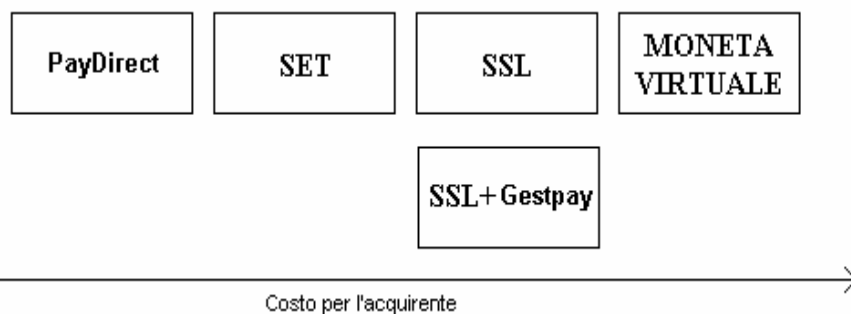 PayDirect
SET
SSL
MONETA
VIRTUALE
SSL+Gestpay
Costo per l'acquirente